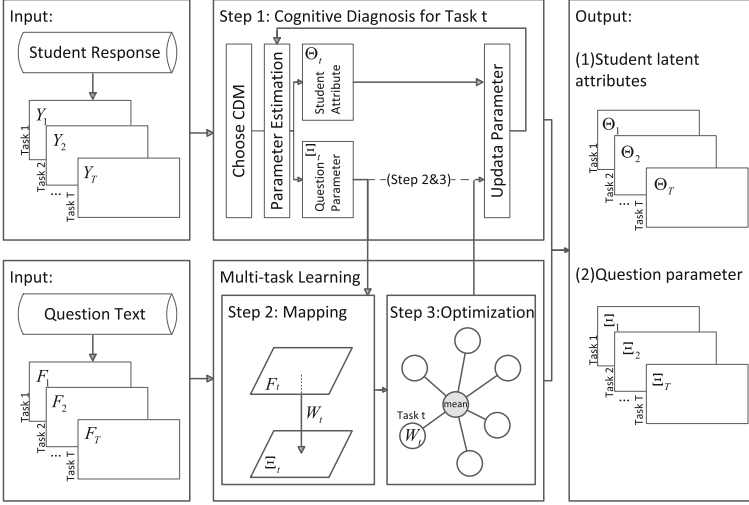 Input:
Student Response
Y1
Task 1
Y2
Task 2
...
YT
Task T
Step 1: Cognitive Diagnosis for Task t
Choose CDM
Parameter Estimation
Θt
Student
Attribute
Ξt
Question
Parameter
(Step 2&3)
Updata Parameter
Input:
Question Text
F1
Task 1
F2
Task 2
...
FT
Task T
Multi-task Learning
Step 2: Mapping
Ft
Wt
Ξt
Step 3:Optimization
mean
Task t
Wt
Output:
(1)Student latent
attributes
Θ1
Task 1
Θ2
Task 2
...
ΘT
Task T
(2)Question parameter
Ξ1
Task 1
Ξ2
Task 2
...
ΞT
Task T